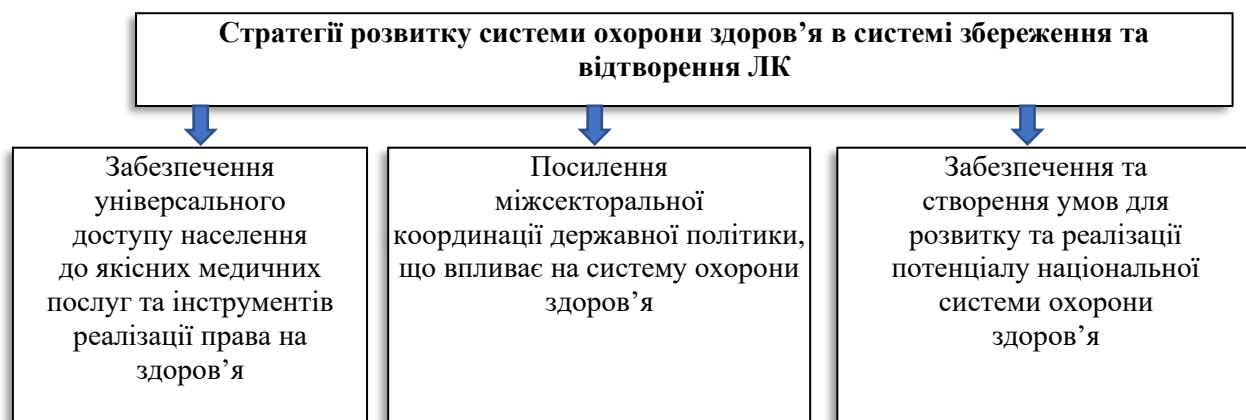 Стратегії розвитку системи охорони здоров’я в системі збереження та
відтворення ЛК
Забезпечення
універсального
доступу населення
до якісних медичних
послуг та інструментів
реалізації права на
здоров’я
Посилення
міжсекторальної
координації державної політики,
що впливає на систему охорони
здоров’я
Забезпечення та
створення умов для
розвитку та реалізації
потенціалу національної
системи охорони
здоров’я